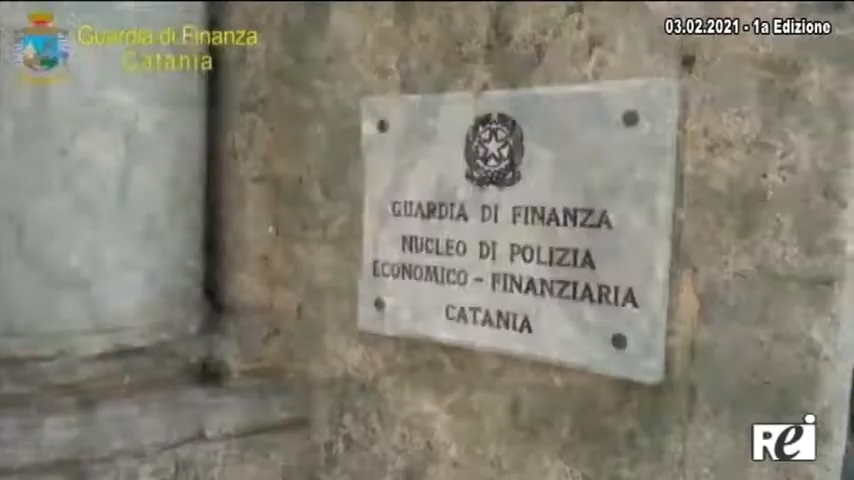 Guardia di Finanza
Catania
03.02.2021 - 1a Edizione
GUARDIA DI FINANZA
NUCLEO DI POLIZIA
ECONOMICO - FINANZIARIA
CATANIA
REi